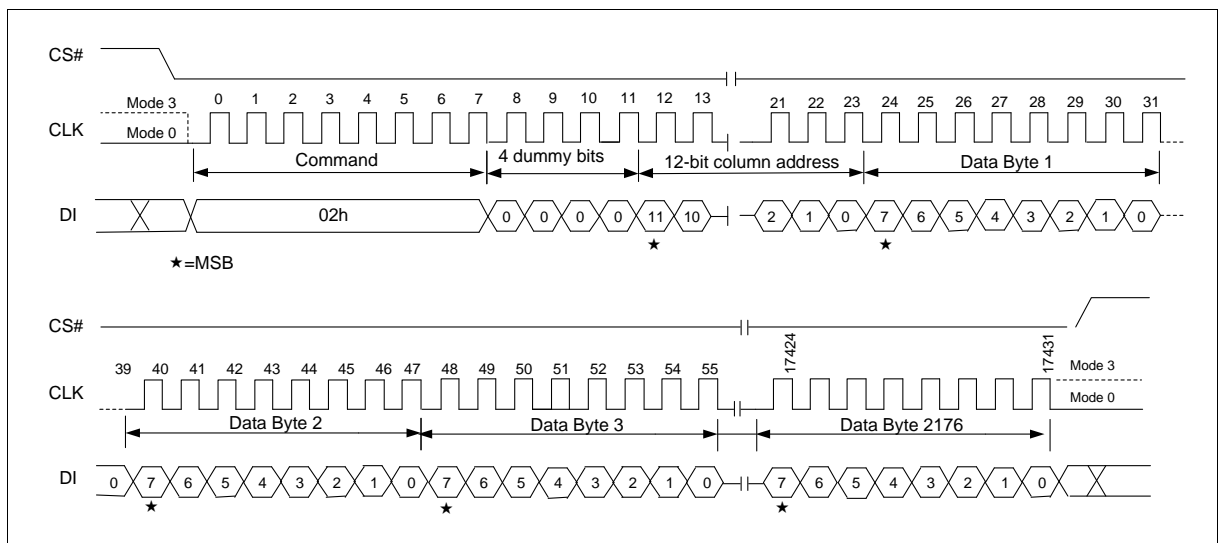 CS#
Mode 3
0 1 2 3 4 5 6 7 8 9 10 11 12 13 21 22 23 24 25 26 27 28 29 30 31
CLK
Mode 0
Command 4 dummy bits 12-bit column address Data Byte 1
DI 02h 0 0 0 0 11 10 2 1 0 7 6 5 4 3 2 1 0
★ ★
★=MSB
CS#
39 40 41 42 43 44 45 46 47 48 49 50 51 52 53 54 55 17424 17431
Mode 3
CLK
Mode 0
Data Byte 2 Data Byte 3 Data Byte 2176
DI 0 7 6 5 4 3 2 1 0 7 6 5 4 3 2 1 0 7 6 5 4 3 2 1 0
★ ★ ★